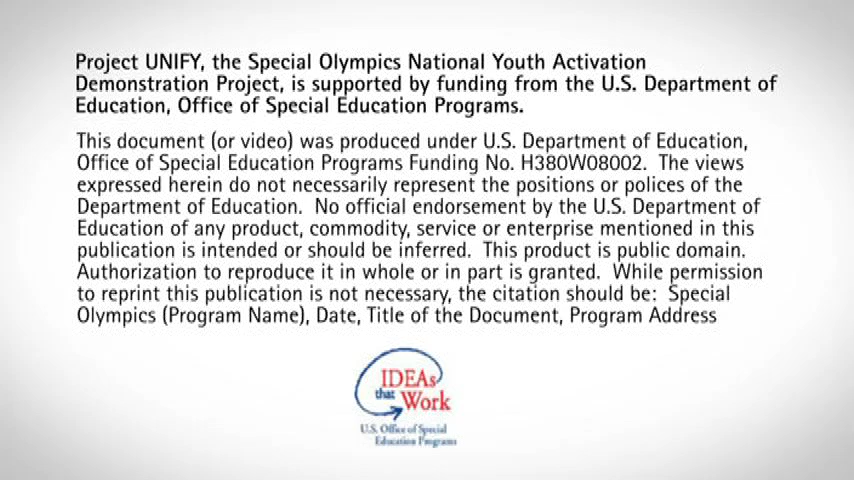 Project UNIFY, the Special Olympics National Youth Activation
Demonstration Project, is supported by funding from the U.S. Department of
Education, Office of Special Education Programs.
This document (or video) was produced under U.S. Department of Education,
Office of Special Education Programs Funding No. H380W08002. The views
expressed herein do not necessarily represent the positions or polices of the
Department of Education. No official endorsement by the U.S. Department of
Education of any product, commodity, service or enterprise mentioned in this
publication is intended or should be inferred. This product is public domain.
Authorization to reproduce it in whole or in part is granted. While permission
to reprint this publication is not necessary, the citation should be: Special
Olympics (Program Name), Date, Title of the Document, Program Address
IDEAs
that Work
U.S. Office of Special
Education Programs